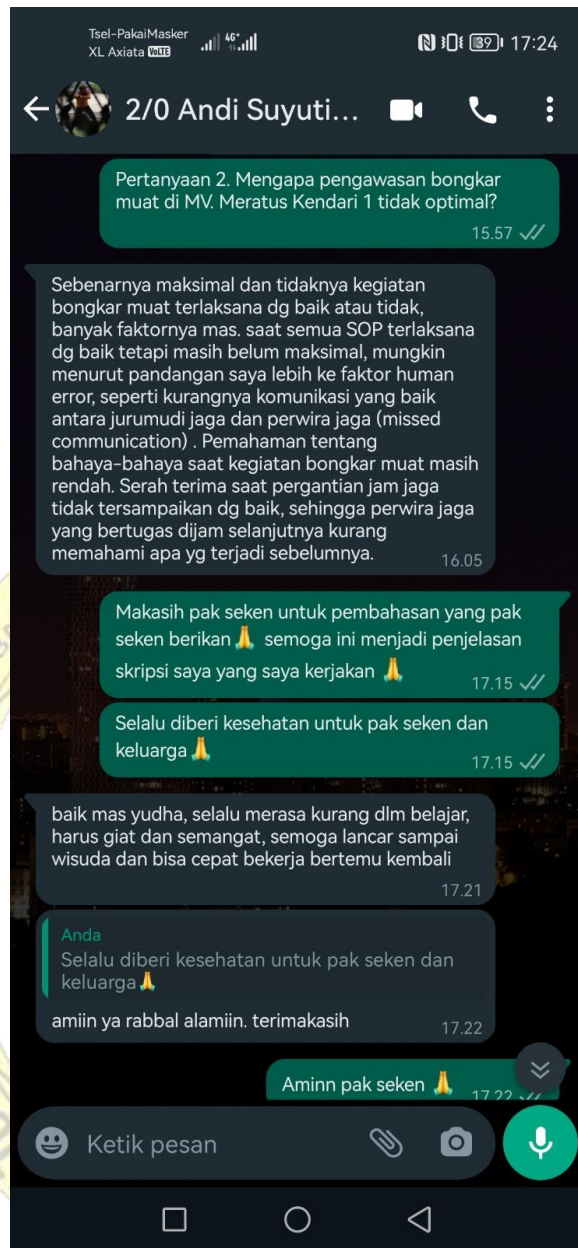 Tsel-PakaiMasker
XL Axiata VoLTE 4G+ 39 17:24
2/0 Andi Suyuti...
Pertanyaan 2. Mengapa pengawasan bongkar
muat di MV. Meratus Kendari 1 tidak optimal?
15.57
Sebenarnya maksimal dan tidaknya kegiatan
bongkar muat terlaksana dg baik atau tidak,
banyak faktornya mas. saat semua SOP terlaksana
dg baik tetapi masih belum maksimal, mungkin
menurut pandangan saya lebih ke faktor human
error, seperti kurangnya komunikasi yang baik
antara jurumudi jaga dan perwira jaga (missed
communication) . Pemahaman tentang
bahaya-bahaya saat kegiatan bongkar muat masih
rendah. Serah terima saat pergantian jam jaga
tidak tersampaikan dg baik, sehingga perwira jaga
yang bertugas dijam selanjutnya kurang
memahami apa yg terjadi sebelumnya.
16.05
Makasih pak seken untuk pembahasan yang pak
seken berikan🙏 semoga ini menjadi penjelasan
skripsi saya yang saya kerjakan 🙏
17.15
Selalu diberi kesehatan untuk pak seken dan
keluarga🙏
17.15
baik mas yudha, selalu merasa kurang dlm belajar,
harus giat dan semangat, semoga lancar sampai
wisuda dan bisa cepat bekerja bertemu kembali
17.21
Anda
Selalu diberi kesehatan untuk pak seken dan
keluarga🙏
amiin ya rabbal alamiin. terimakasih
17.22
Aminn pak seken 🙏
17.22
Ketik pesan